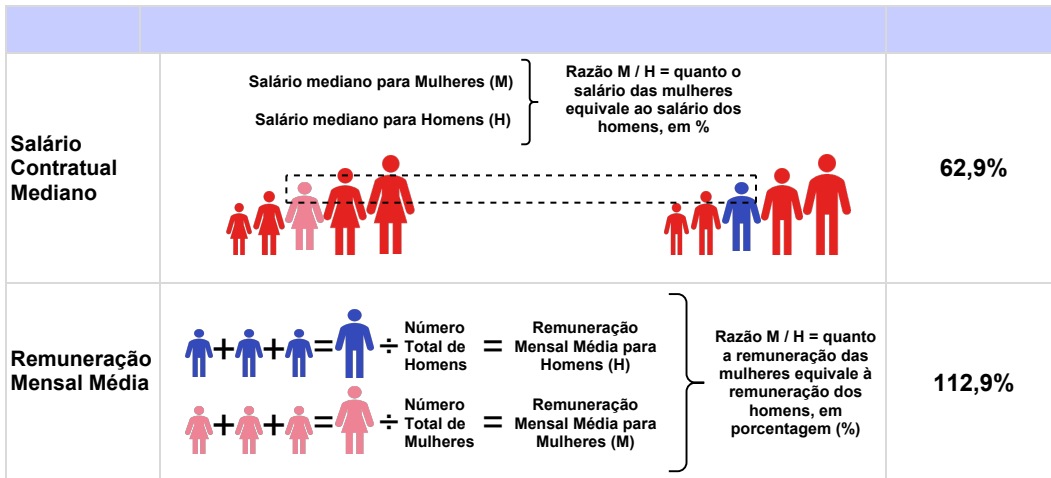 Salário mediano para Mulheres (M)
Salário mediano para Homens (H)
Razão M / H = quanto o
salário das mulheres
equivale ao salário dos
homens, em %
Salário
Contratual
Mediano
62,9%
Remuneração
Mensal Média
+ + = ÷
Número
Total de
Homens
=
Remuneração
Mensal Média para
Homens (H)
+ + = ÷
Número
Total de
Mulheres
=
Remuneração
Mensal Média para
Mulheres (M)
Razão M / H = quanto
a remuneração das
mulheres equivale à
remuneração dos
homens, em
porcentagem (%)
112,9%